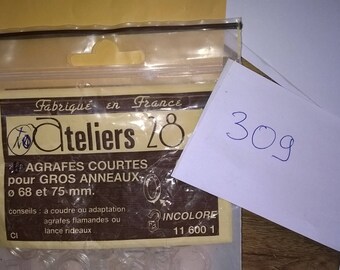 Fabriqué en France
ateliers 28
AGRAFES COURTES
pour GROS ANNEAUX
ø 68 et 75 mm.
conseils : a coudre ou adaptation
agrafes flamandes ou
lance rideaux
INCOLORE
11 600 1
CI
30g